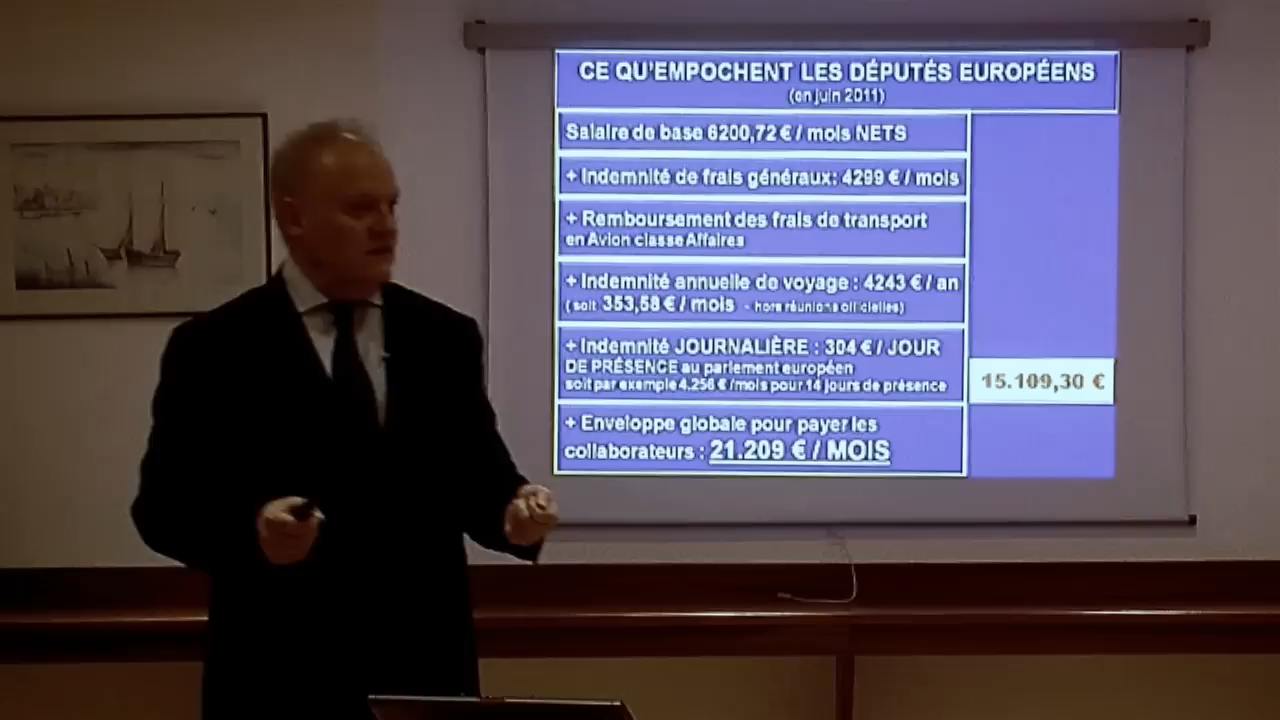 CE QU'EMPOCHENT LES DÉPUTÉS EUROPÉENS
(en juin 2011)
Salaire de base 6200,72 € / mois NETS
+ Indemnité de frais généraux: 4299 € / mois
+ Remboursement des frais de transport
en Avion classe Affaires
+ Indemnité annuelle de voyage : 4243 € / an
( soit 353,58 € / mois - hors réunions officielles)
+ Indemnité JOURNALIÈRE : 304 € / JOUR
DE PRÉSENCE au parlement européen
soit par exemple 4.256 € /mois pour 14 jours de présence
15.109,30 €
+ Enveloppe globale pour payer les
collaborateurs : 21.209 € / MOIS